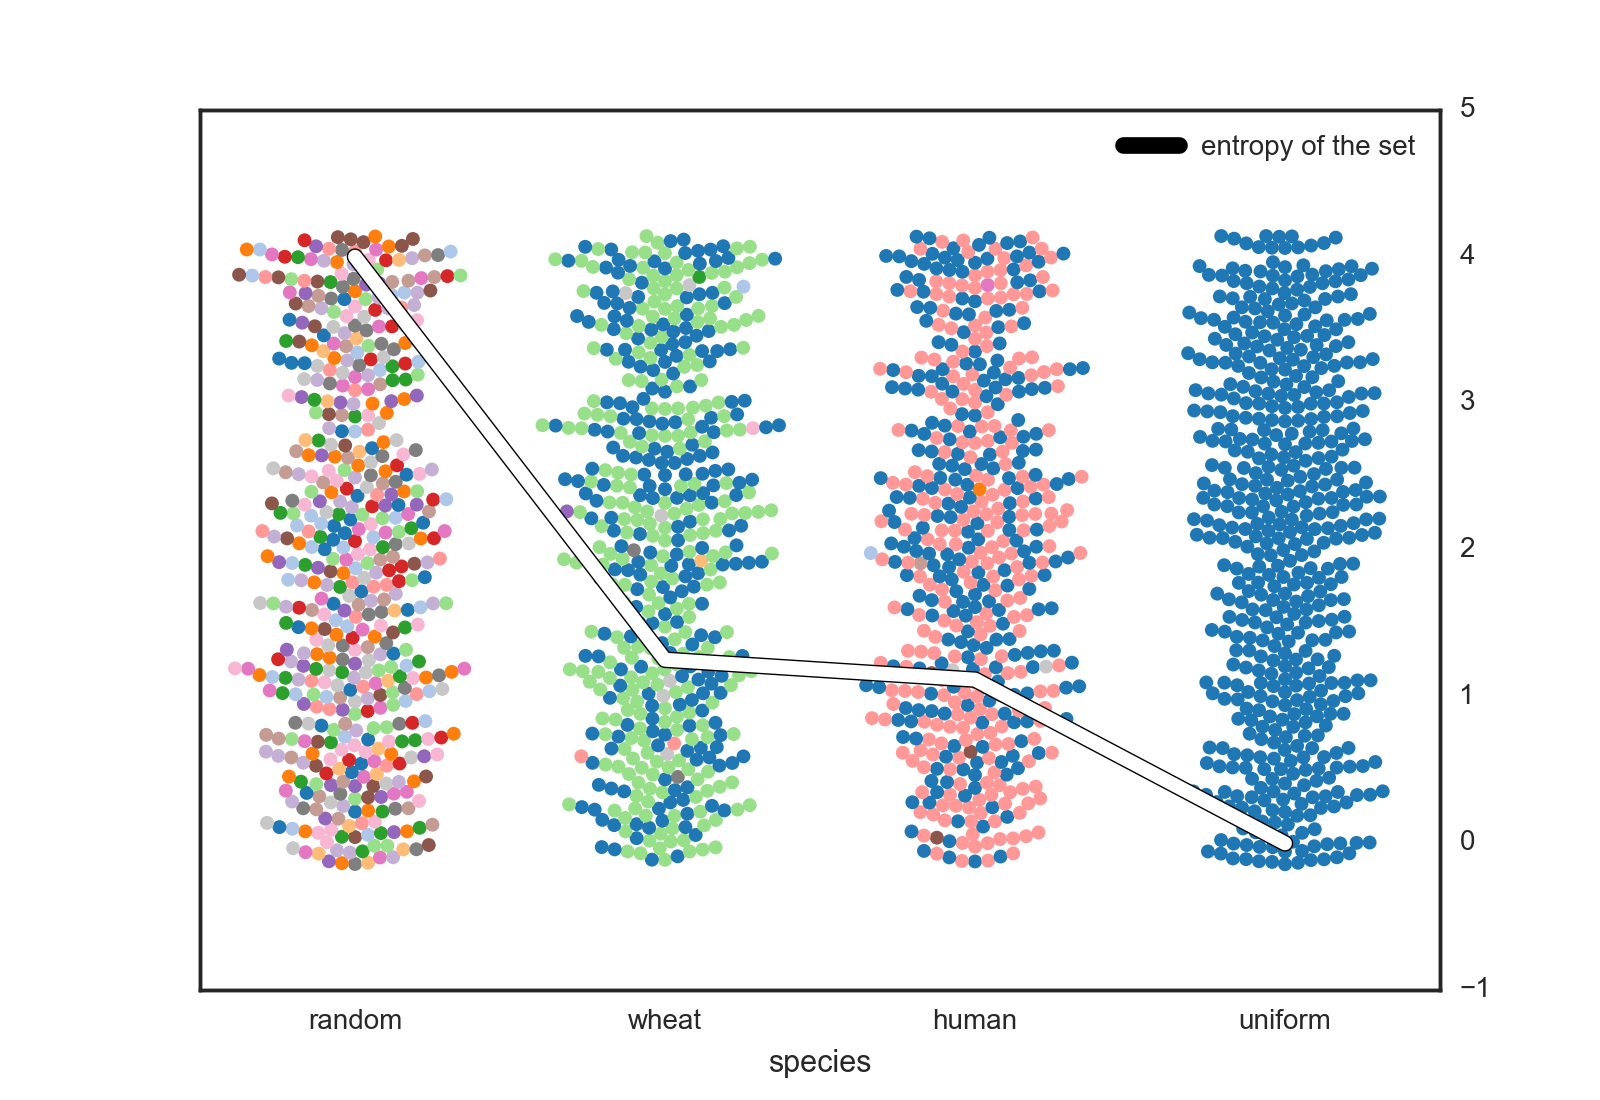 entropy of the set
5
4
3
2
1
0
−1
random wheat human uniform
species